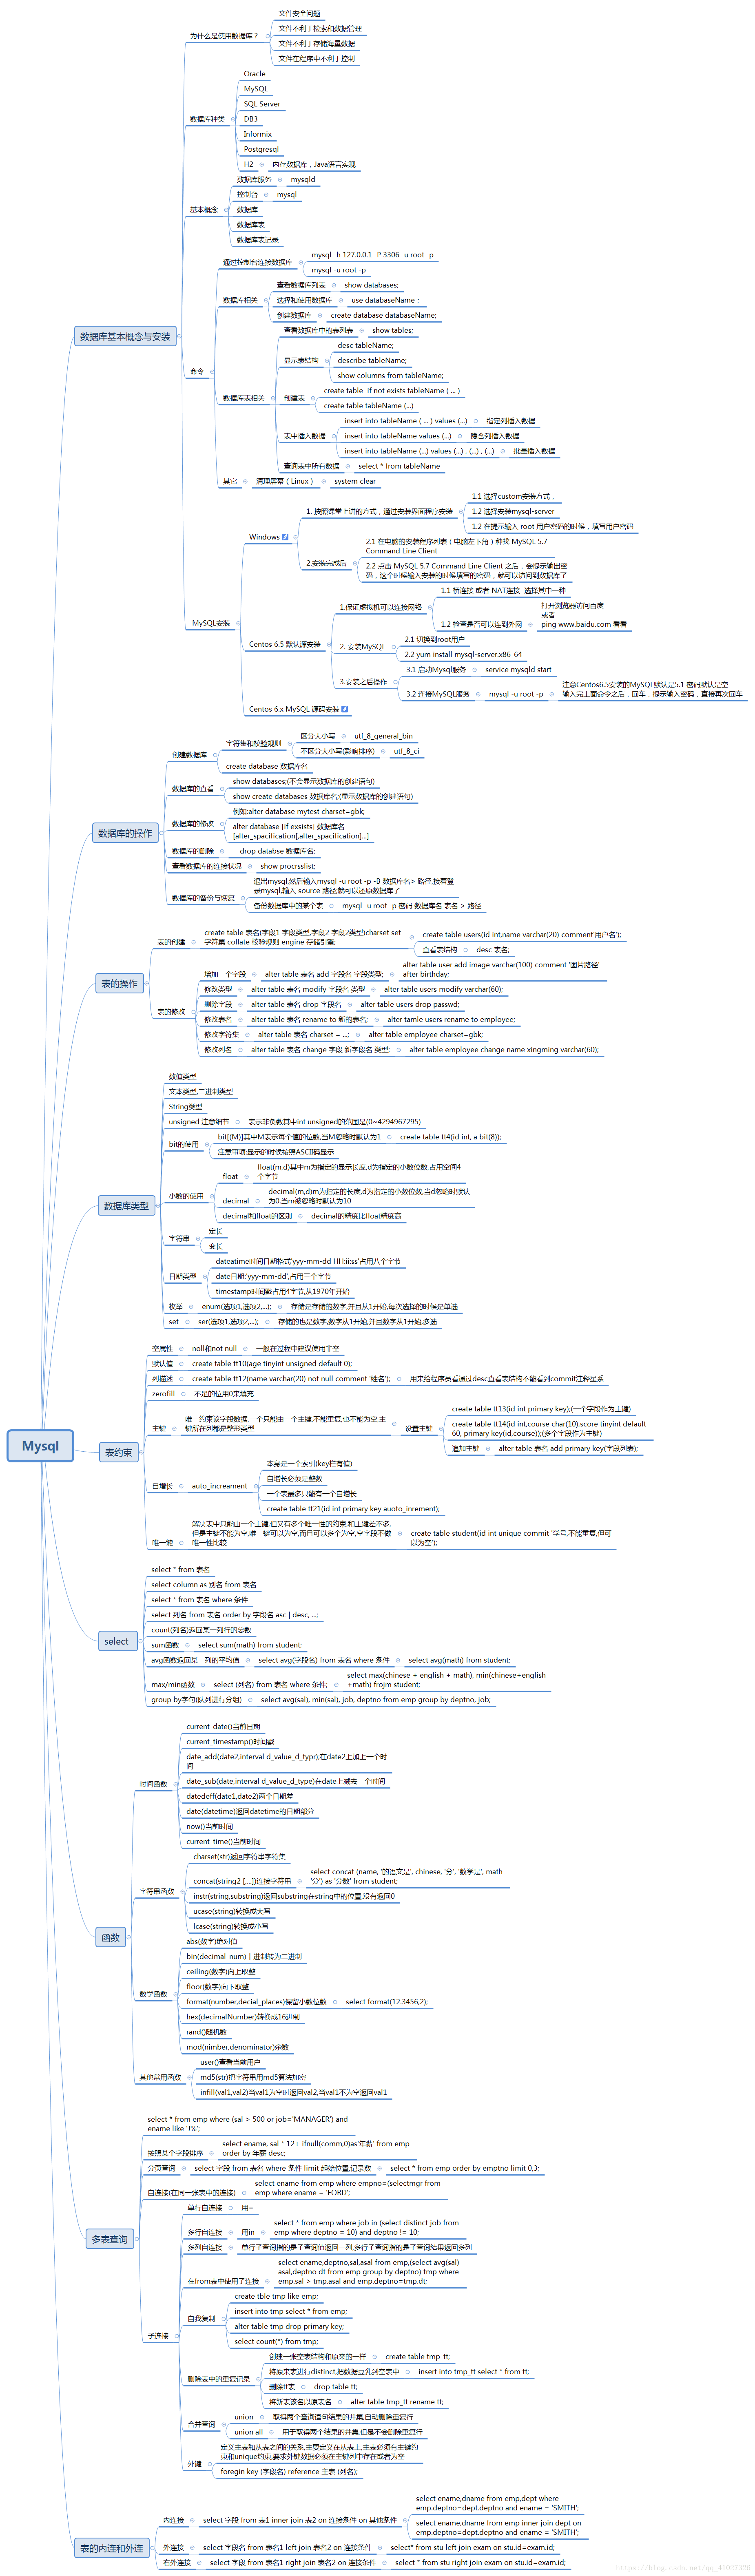 Mysql
数据库基本概念与安装
为什么是使用数据库？
文件安全问题
文件不利于检索和数据管理
文件不利于存储海量数据
文件在程序中不利于控制
数据库种类
Oracle
MySQL
SQL Server
DB3
Informix
Postgresql
H2
内存数据库，Java语言实现
基本概念
数据库服务
mysqld
控制台
mysql
数据库
数据库表
数据库表记录
命令
通过控制台连接数据库
mysql -h 127.0.0.1 -P 3306 -u root -p
mysql -u root -p
数据库相关
查看数据库列表
show databases;
选择和使用数据库
use databaseName；
创建数据库
create database databaseName;
数据库表相关
查看数据库中的表列表
show tables;
显示表结构
desc tableName;
describe tableName;
show columns from tableName;
创建表
create table  if not exists tableName ( ... )
create table tableName (...)
表中插入数据
insert into tableName ( ... ) values (...)
指定列插入数据
insert into tableName values (...)
隐含列插入数据
insert into tableName (...) values (...) , (...) , (...)
批量插入数据
查询表中所有数据
select * from tableName
其它
清理屏幕（Linux）
system clear
MySQL安装
Windows
1. 按照课堂上讲的方式，通过安装界面程序安装
1.1 选择custom安装方式，
1.2 选择安装mysql-server
1.2 在提示输入 root 用户密码的时候，填写用户密码
2.安装完成后
2.1 在电脑的安装程序列表（电脑左下角）种找 MySQL 5.7
Command Line Client
2.2 点击 MySQL 5.7 Command Line Client 之后，会提示输出密
码，这个时候输入安装的时候填写的密码，就可以访问到数据库了
Centos 6.5 默认源安装
1.保证虚拟机可以连接网络
1.1 桥连接 或者 NAT连接  选择其中一种
1.2 检查是否可以连到外网
打开浏览器访问百度
或者
ping www.baidu.com 看看
2. 安装MySQL
2.1 切换到root用户
2.2 yum install mysql-server.x86_64
3.安装之后操作
3.1 启动Mysql服务
service mysqld start
3.2 连接MySQL服务
mysql -u root -p
注意Centos6.5安装的MySQL默认是5.1 密码默认是空
输入完上面命令之后，回车，提示输入密码，直接再次回车
Centos 6.x MySQL 源码安装
数据库的操作
创建数据库
字符集和校验规则
区分大小写
utf_8_general_bin
不区分大小写(影响排序)
utf_8_ci
create database 数据库名
数据库的查看
show databases;(不会显示数据库的创建语句)
show create databases 数据库名;(显示数据库的创建语句)
数据库的修改
例如:alter database mytest charset=gbk;
alter database [if exsists] 数据库名
[alter_spacification[,alter_spacification]...]
数据库的删除
drop databse 数据库名;
查看数据库的连接状况
show procrsslist;
数据库的备份与恢复
退出mysql,然后输入mysql -u root -p -B 数据库名> 路径,接着登
录mysql,输入 source 路径;就可以还原数据库了
备份数据库中的某个表
mysql -u root -p 密码 数据库名 表名 > 路径
表的操作
表的创建
create table 表名(字段1 字段类型,字段2 字段2类型)charset set
字符集 collate 校验规则 engine 存储引擎;
create table users(id int,name varchar(20) comment'用户名');
查看表结构
desc 表名;
表的修改
增加一个字段
alter table 表名 add 字段名 字段类型;
alter table user add image varchar(100) comment '图片路径'
after birthday;
修改类型
alter table 表名 modify 字段名 类型
alter table users modify varchar(60);
删除字段
alter table 表名 drop 字段名
alter table users drop passwd;
修改表名
alter table 表名 rename to 新的表名;
alter tamle users rename to employee;
修改字符集
alter table 表名 charset = ...;
alter table employee charset=gbk;
修改列名
alter table 表名 change 字段 新字段名 类型;
alter table employee change name xingming varchar(60);
数据库类型
数值类型
文本类型,二进制类型
String类型
unsigned 注意细节
表示非负数其中int unsigned的范围是(0~4294967295)
bit的使用
bit[(M)]其中M表示每个值的位数,当M忽略时默认为1
create table tt4(id int, a bit(8));
注意事项:显示的时候按照ASCII码显示
小数的使用
float
float(m,d)其中m为指定的显示长度,d为指定的小数位数,占用空间4
个字节
decimal
decimal(m,d)m为指定的长度,d为指定的小数位数,当d忽略时默认
为0.当m被忽略时默认为10
decimal和float的区别
decimal的精度比float精度高
字符串
定长
变长
日期类型
dateatime时间日期格式'yyy-mm-dd HH:ii:ss'占用八个字节
date日期:'yyy-mm-dd',占用三个字节
timestamp时间戳占用4字节,从1970年开始
枚举
enum(选项1,选项2,...);
存储是存储的数字,并且从1开始,每次选择的时候是单选
set
ser(选项1,选项2,...);
存储的也是数字,数字从1开始,并且数字从1开始,多选
表约束
空属性
noll和not null
一般在过程中建议使用非空
默认值
create table tt10(age tinyint unsigned default 0);
列描述
create table tt12(name varchar(20) not null comment '姓名');
用来给程序员看通过desc查看表结构不能看到commit注释星系
zerofill
不足的位用0来填充
主键
唯一约束该字段数据,一个只能由一个主键,不能重算,也不能为空,主
键所在列都是整形类型
设置主键
create table tt13(id int primary key);(一个字段作为主键)
create table tt14(id int,course char(10),score tinyint default
60, primary key(id,course));(多个字段作为主键)
追加主键
alter table 表名 add primary key(字段列表);
自增长
auto_increament
本身是一个索引(key栏有值)
自增长必须是整数
一个表最多只能有一个自增长
create table tt21(id int primary key auoto_inrement);
唯一键
解决表中只能由一个主键,但又有多个唯一性的约束,和主键差不多,
但是主键不能为空,唯一键可以为空,而且可以多个为空,空字段不做
唯一性比较
create table student(id int unique commit '学号,不能重复,但可
以为空');
select
select * from 表名
select column as 别名 from 表名
select * from 表名 where 条件
select 列名 from 表名 order by 字段名 asc | desc, ...;
count(列名)返回某一列行的总数
sum函数
select sum(math) from student;
avg函数返回某一列的平均值
select avg(字段名) from 表名 where 条件
select avg(math) from student;
max/min函数
select (列名) from 表名 where 条件;
select max(chinese + english + math), min(chinese+english
+math) frojm student;
group by字句(队列进行分组)
select avg(sal), min(sal), job, deptno from emp group by deptno, job;
函数
时间函数
current_date()当前日期
current_timestamp()时间戳
date_add(date2,interval d_value_d_typr);在date2上加上一个时
间
date_sub(date,interval d_value_d_type)在date上减去一个时间
datedeff(date1,date2)两个日期差
date(datetime)返回datetime的日期部分
now()当前时间
current_time()当前时间
字符串函数
charset(str)返回字符字符集
concat(string2 [,...])连接字符串
select concat (name, '的语文是', chinese, '分', '数学是', math
'分') as '分数' from student;
instr(string,substring)返回substring在string中的位置,没有返回0
ucase(string)转换成大写
lcase(string)转换成小写
数学函数
abs(数字)绝对值
bin(decimal_num)十进制转为二进制
ceiling(数字)向上取整
floor(数字)向下取整
format(number,decial_places)保留小数位数
select format(12.3456,2);
hex(decimalNumber)转换成16进制
rand()随机数
mod(nimber,denominator)余数
其他常用函数
user()查看当前用户
md5(str)把字符串用md5算法加密
infill(val1,val2)当val1为空时返回val2,当val1不为空返回val1
多表查询
select * from emp where (sal > 500 or job='MANAGER') and
ename like 'J%';
按照某个字段排序
select ename, sal * 12+ ifnull(comm,0)as'年薪' from emp
order by 年薪 desc;
分页查询
select 字段 from 表名 where 条件 limit 起始位置,记录数
select * from emp order by emptno limit 0,3;
自连接(在同一张表中的连接)
select ename from emp where empno=(selectmgr from
emp where ename = 'FORD';
子连接
单行自连接
用=
多行自连接
用in
select * from emp where job in (select distinct job from
emp where deptno = 10) and deptno != 10;
多列自连接
单行子查询指的是子查询值返回一列,多行子查询指的是子查询结果返回多列
在from表中使用子连接
select ename,deptno,sal,asal from emp,(select avg(sal)
asal,deptno dt from emp group by deptno) tmp where
emp.sal > tmp.asal and emp.deptno=tmp.dt;
自我复制
create tble tmp like emp;
insert into tmp select * from emp;
alter table tmp drop primary key;
select count(*) from tmp;
删除表中的重复记录
创建一张空表结构和原来的一样
create table tmp_tt;
将原来表进行distinct,把数据豆乳到空表中
insert into tmp_tt select * from tt;
删除tt表
drop table tt;
将新表该名以原表名
alter table tmp_tt rename tt;
合并查询
union
取得两个查询语句结果的并集,自动删除重复行
union all
用于取得两个结果的并集,但是不会删除重复行
外键
定义主表和从表之间的关系,主要定义在从表上,主表必须有主键约
束和unique约束,要求外键数据必须在主键列中存在或者为空
foregin key (字段名) reference 主表 (列名);
表的内连和外连
内连接
select 字段 from 表1 inner join 表2 on 连接条件 on 其他条件
select ename,dname from emp,dept where
emp.deptno=dept.deptno and ename = 'SMITH';
select ename,dname from emp inner join dept on
emp.deptno=dept.deptno and ename = 'SMITH';
外连接
select 字段名 from 表名1 left join 表名2 on 连接条件
select* from stu left join exam on stu.id=exam.id;
右外连接
select 字段 from 表名1 right join 表名2 on 连接条件
select * from stu right join exam on stu.id=exam.id;